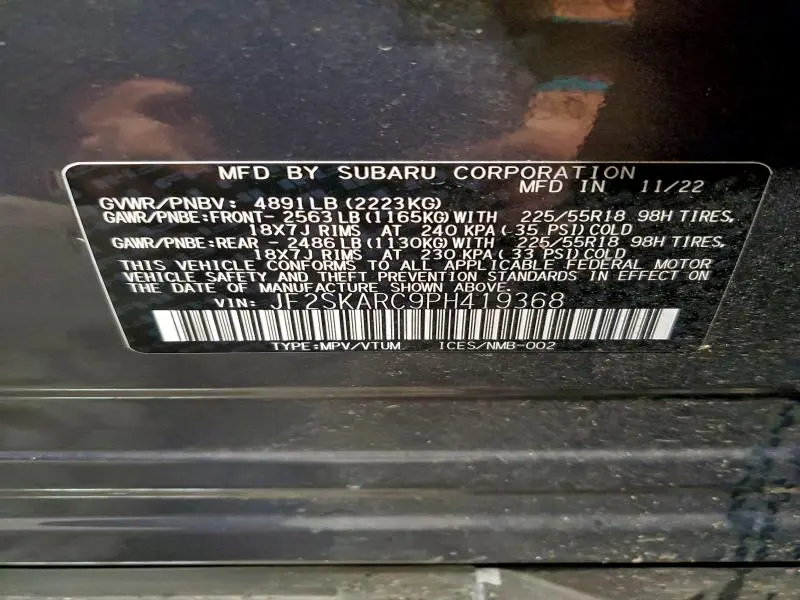 MFD BY SUBARU CORPORATION
MFD IN 11/22
GVWR/PNBV: 4891LB (2223KG)
GAWR/PNBE:FRONT- 2563LB (1165KG) WITH 225/55R18 98H TIRES,
18X7J RIMS AT 240 KPA (35 PSI) COLD
GAWR/PNBE:REAR - 2486LB (1130KG) WITH 225/55R18 98H TIRES,
18X7J RIMS AT 230 KPA (33 PSI) COLD
THIS VEHICLE CONFORMS TO ALL APPLICABLE FEDERAL MOTOR
VEHICLE SAFETY AND THEFT PREVENTION STANDARDS IN EFFECT ON
THE DATE OF MANUFACTURE SHOWN ABOVE.
VIN: JF2SKARC9PH419368
TYPE:MPV/VTUM. ICES/NMB-002